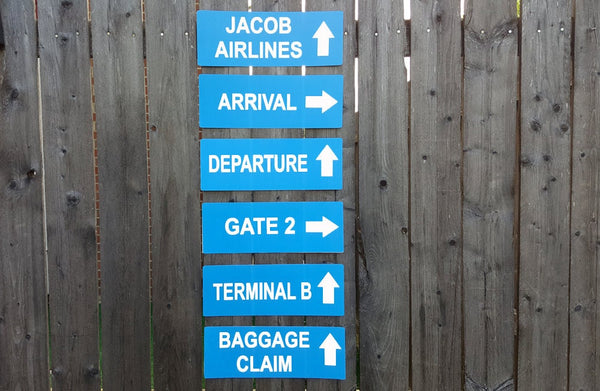 JACOB
AIRLINES
ARRIVAL
DEPARTURE
GATE 2
TERMINAL B
BAGGAGE
CLAIM